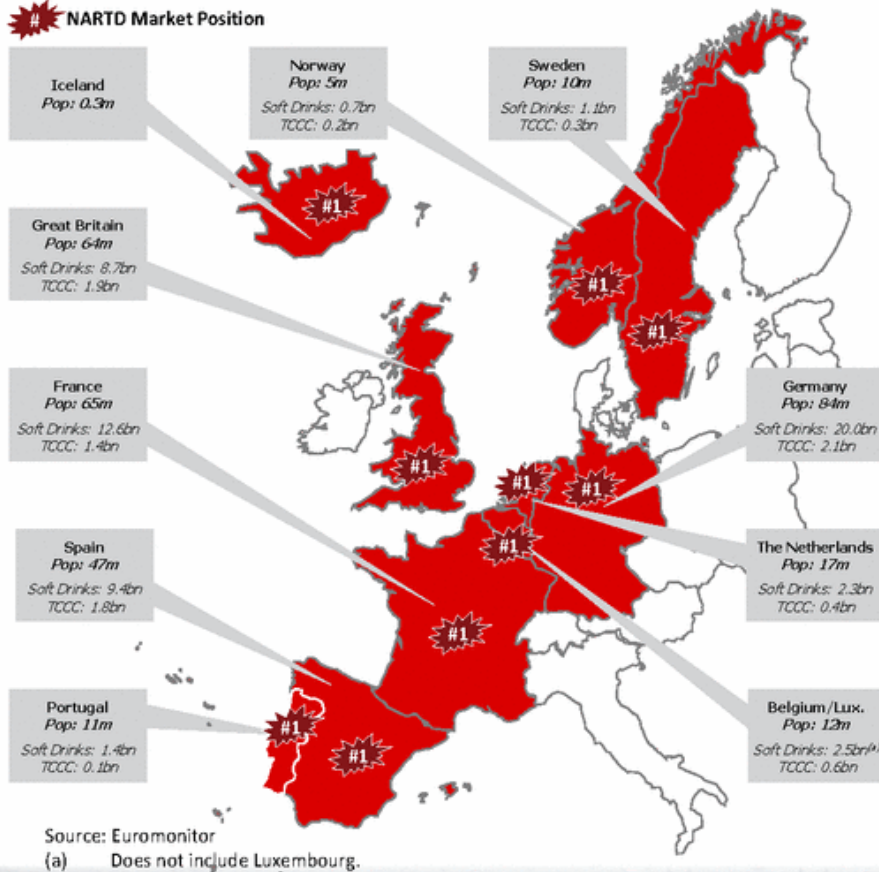 # NARTD Market Position
Iceland
Pop: 0.3m
Norway
Pop: 5m
Soft Drinks: 0.7bn
TCCC: 0.2bn
Sweden
Pop: 10m
Soft Drinks: 1.1bn
TCCC: 0.3bn
#1
Great Britain
Pop: 64m
Soft Drinks: 8.7bn
TCCC: 1.9bn
#1
#1
France
Pop: 65m
Soft Drinks: 12.6bn
TCCC: 1.4bn
Germany
Pop: 84m
Soft Drinks: 20.0bn
TCCC: 2.1bn
#1
#1
#1
#1
Spain
Pop: 47m
Soft Drinks: 9.4bn
TCCC: 1.8bn
The Netherlands
Pop: 17m
Soft Drinks: 2.3bn
TCCC: 0.4bn
#1
Portugal
Pop: 11m
Soft Drinks: 1.4bn
TCCC: 0.1bn
#1
#1
Belgium/Lux.
Pop: 12m
Soft Drinks: 2.5bn(a
TCCC: 0.6bn
Source: Euromonitor
(a) Does not include Luxembourg.